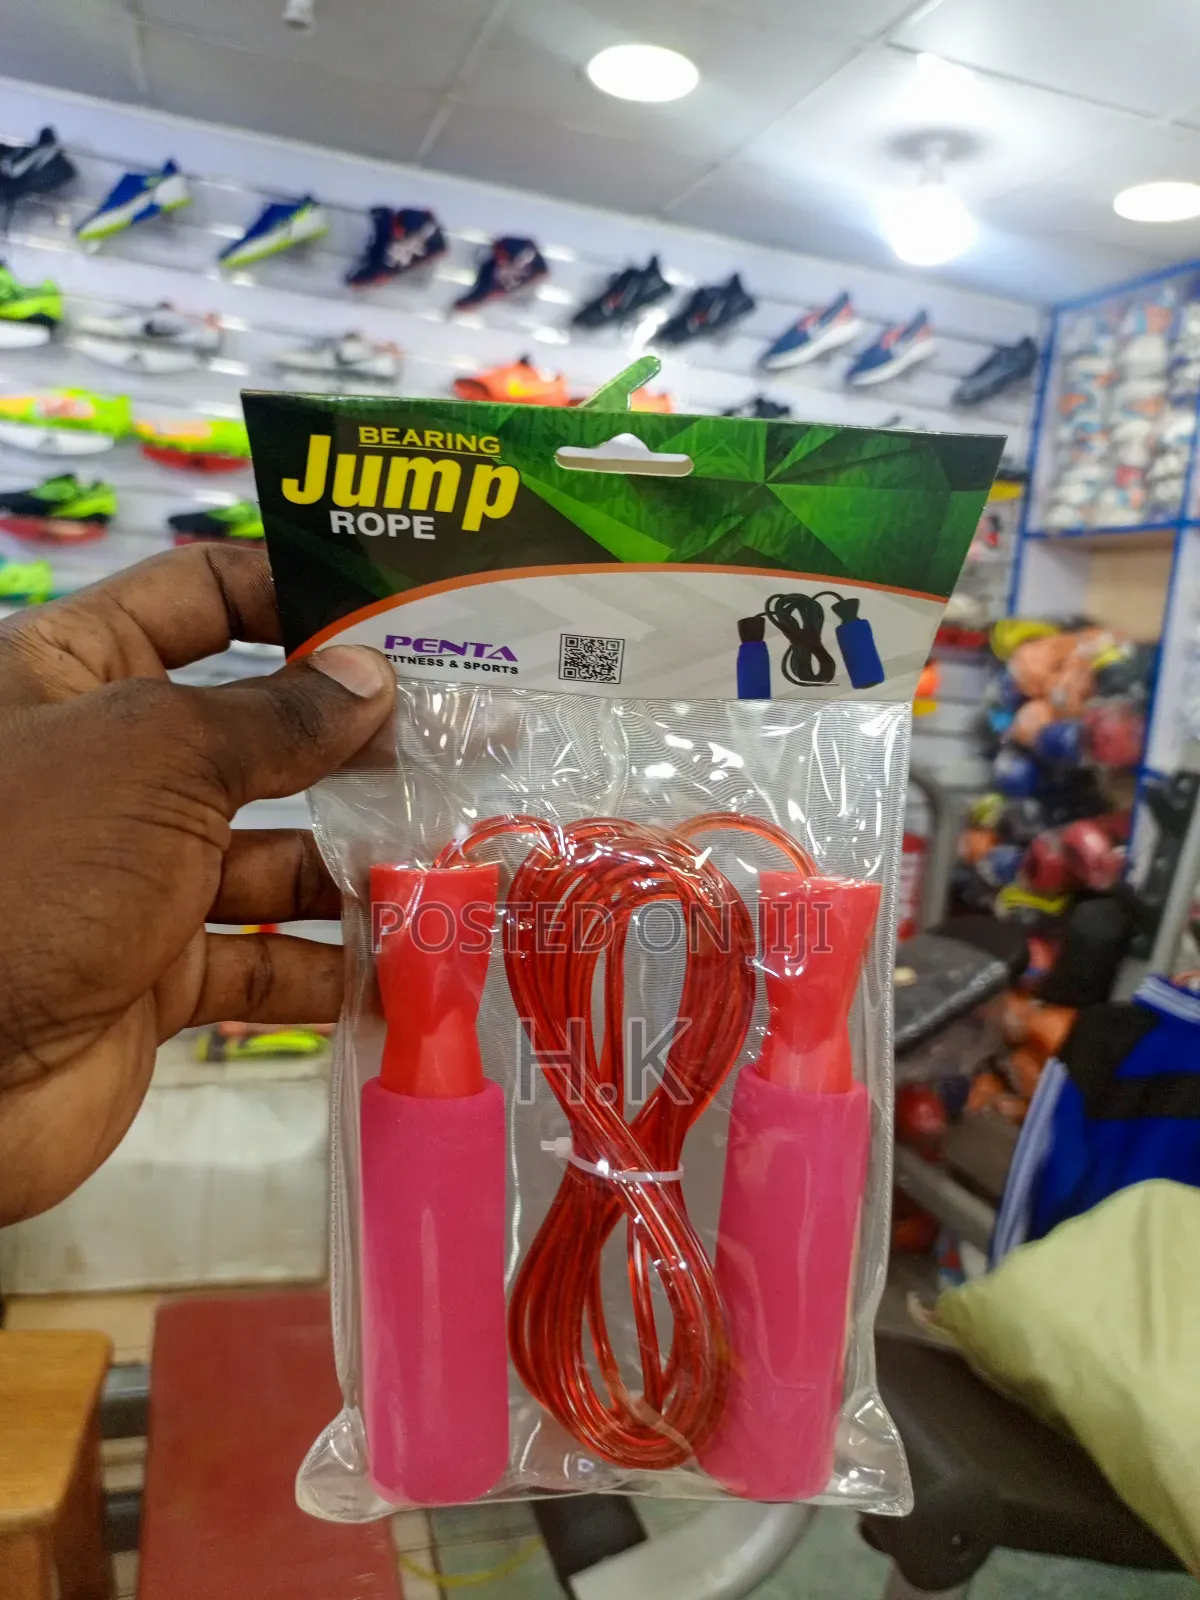 BEARING
Jump
ROPE
PENTA
FITNESS & SPORTS
POSTED ON JIJI
H.K